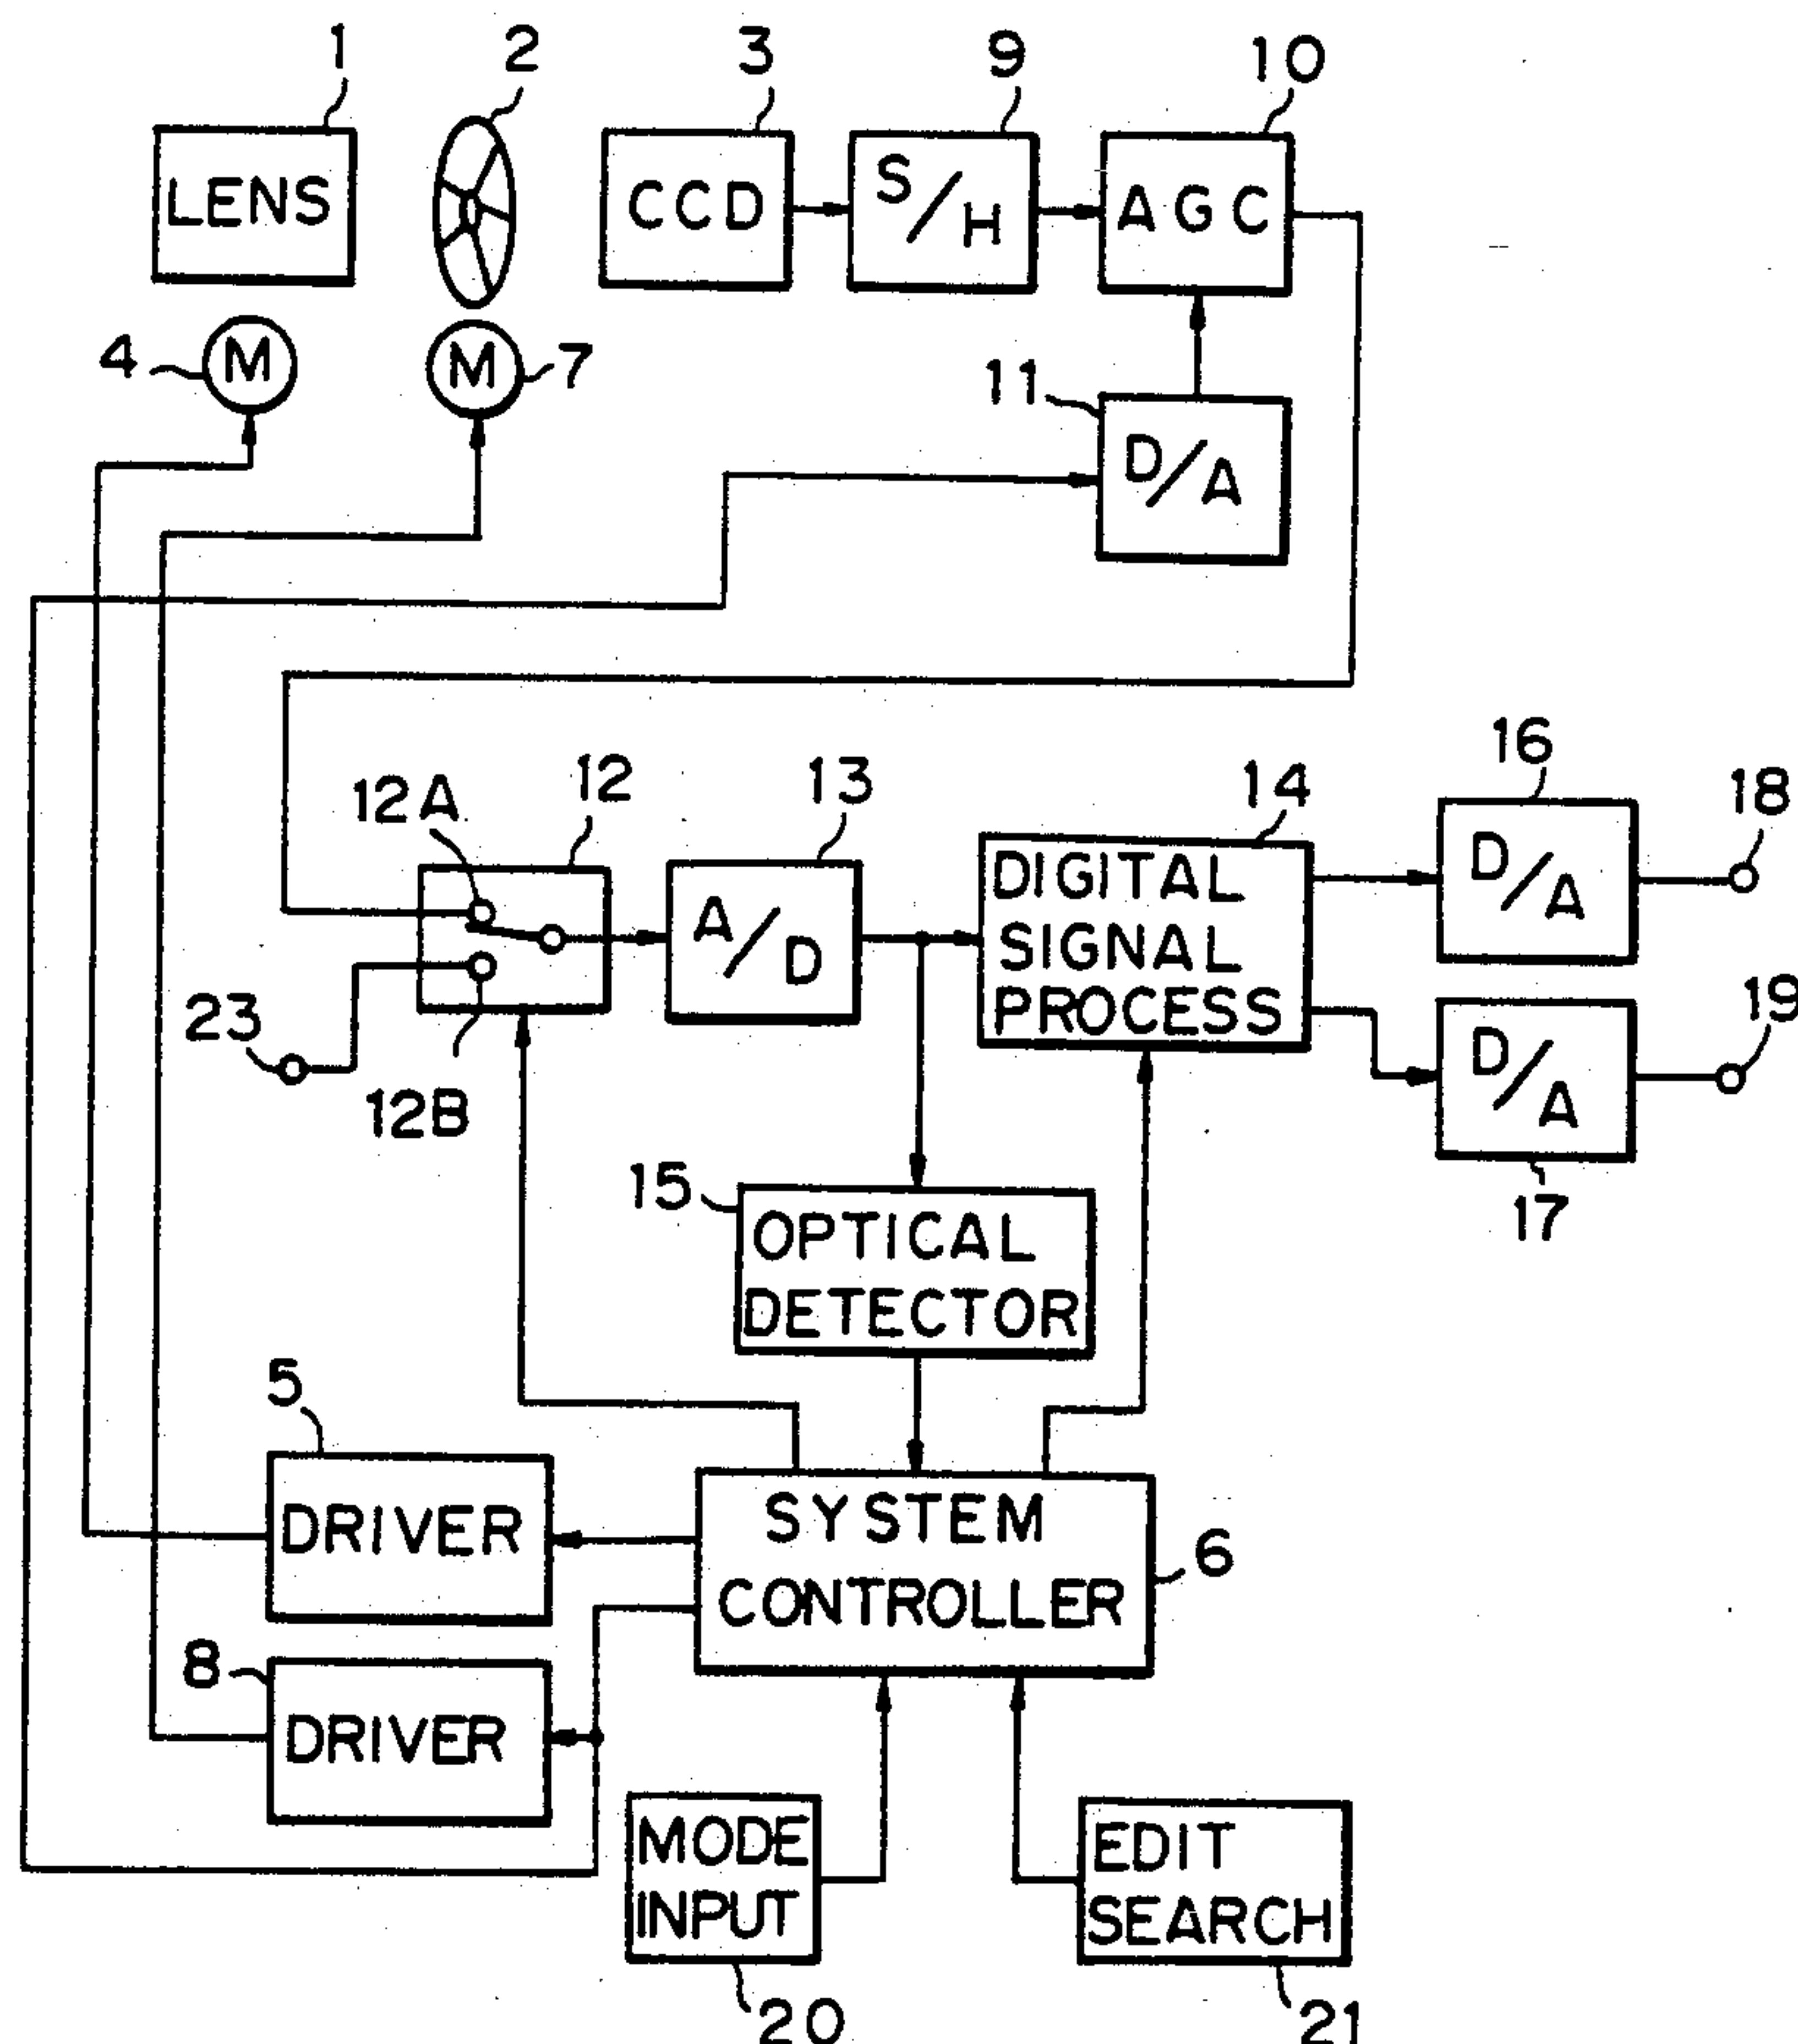 1 2 3 9 10
LENS
CCD
S/H
AGC
4 M
M 7
11
D/A
16
12A 12 13 14 18
A/D
DIGITAL
SIGNAL
PROCESS
D/A
23
12B
19
D/A
17
15
OPTICAL
DETECTOR
5
DRIVER
SYSTEM
CONTROLLER
6
8
DRIVER
MODE
INPUT
EDIT
SEARCH
20
21